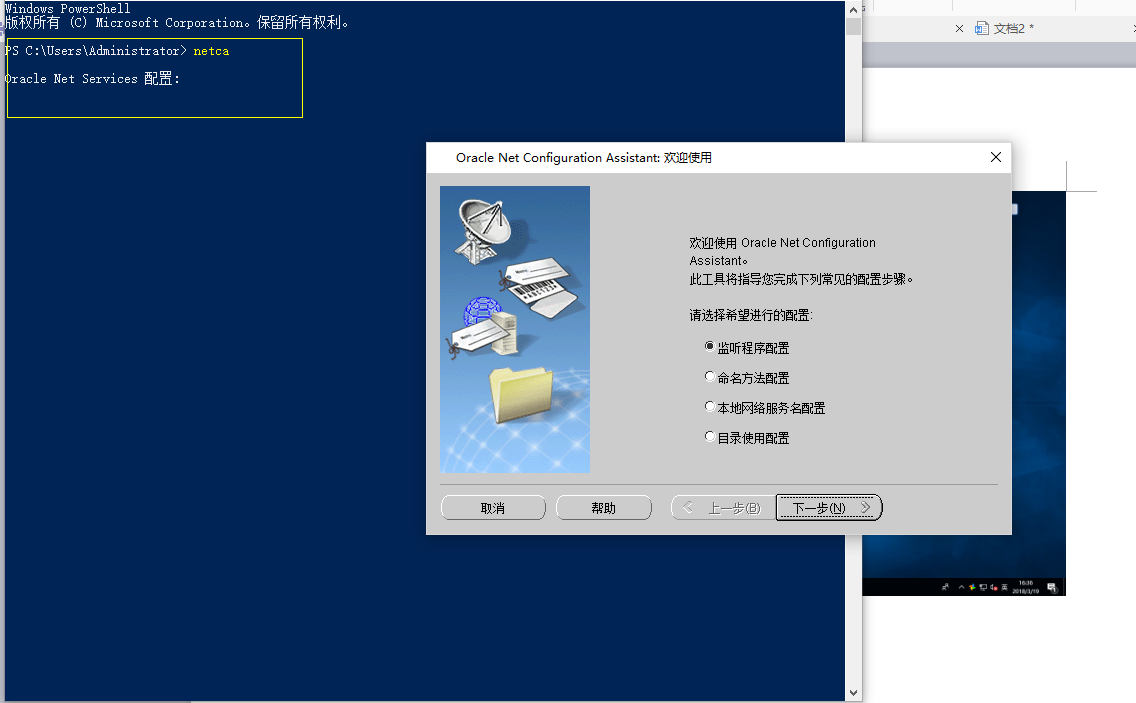 Windows PowerShell
版权所有 (C) Microsoft Corporation。保留所有权利。
PS C:\Users\Administrator> netca
Oracle Net Services 配置:
文档2 *
Oracle Net Configuration Assistant: 欢迎使用
欢迎使用 Oracle Net Configuration
Assistant。
此工具将指导您完成下列常见的配置步骤。
请选择希望进行的配置:
监听程序配置
命名方法配置
本地网络服务名配置
目录使用配置
取消
帮助
上一步(B)
下一步(N)
英
16:36
2018/3/19